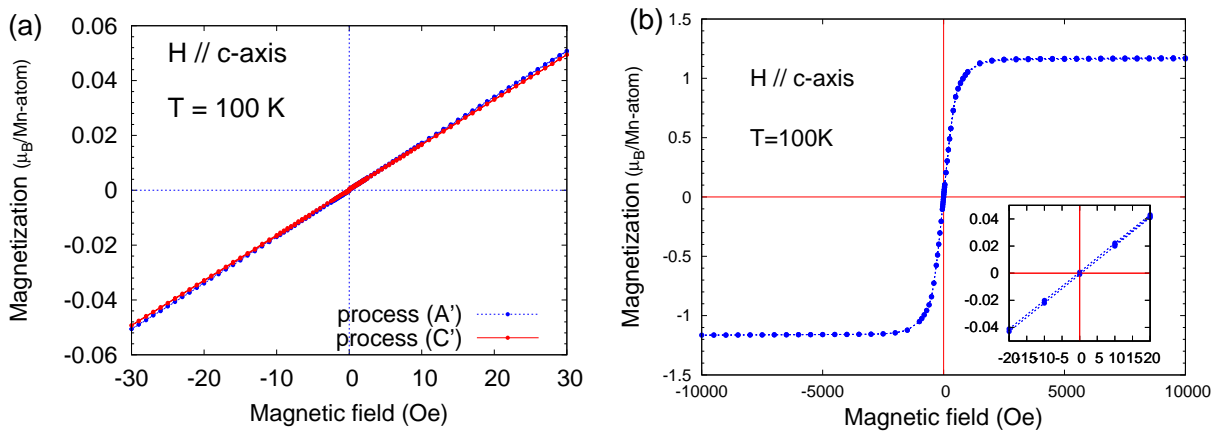 (a)
0.06
0.04
0.02
0
-0.02
-0.04
-0.06
Magnetization (μB/Mn-atom)
H // c-axis
T = 100 K
process (A')
process (C')
-30 -20 -10 0 10 20 30
Magnetic field (Oe)
(b)
1.5
1
0.5
0
-0.5
-1
-1.5
Magnetization (μB/Mn-atom)
H // c-axis
T=100K
0.04
0.02
0
-0.02
-0.04
-20 -15 -10 -5 0 5 10 15 20
-10000 -5000 0 5000 10000
Magnetic field (Oe)